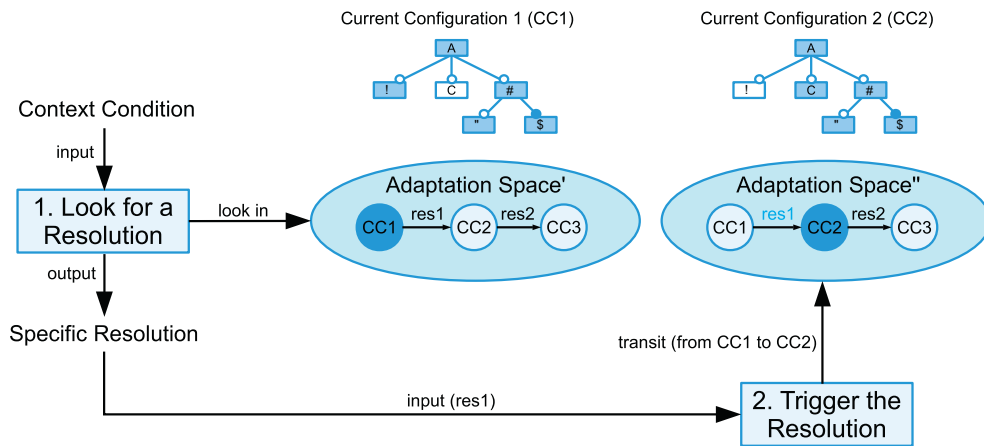 Current Configuration 1 (CC1)
Current Configuration 2 (CC2)
A
! C #
" $
A
! C #
" $
Context Condition
input
1. Look for a
Resolution
look in
Adaptation Space'
CC1 res1 CC2 res2 CC3
Adaptation Space"
CC1 res1 CC2 res2 CC3
output
Specific Resolution
transit (from CC1 to CC2)
input (res1)
2. Trigger the
Resolution